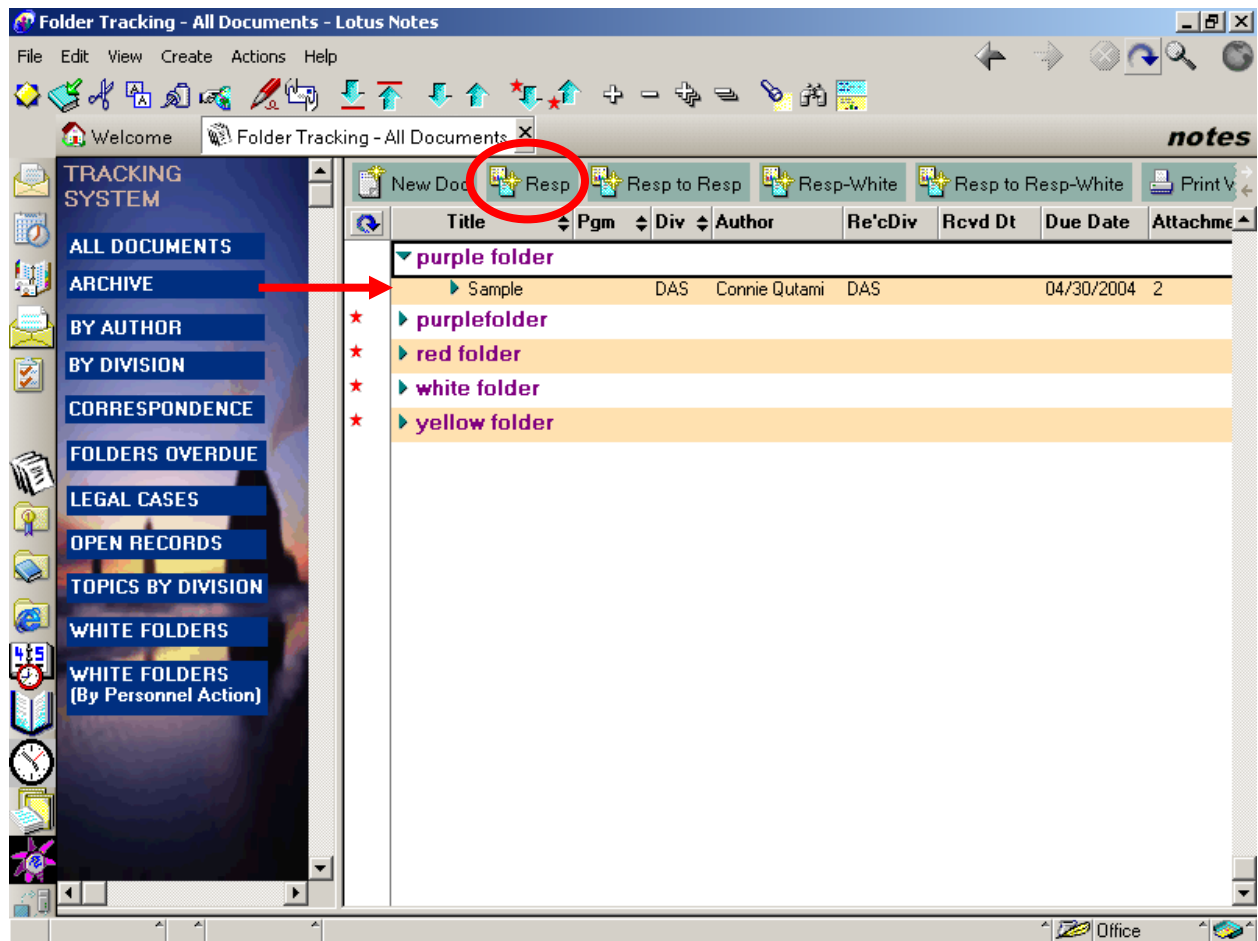 Folder Tracking - All Documents - Lotus Notes
File Edit View Create Actions Help
Welcome Folder Tracking - All Documents notes
TRACKING
SYSTEM
ALL DOCUMENTS
ARCHIVE
BY AUTHOR
BY DIVISION
CORRESPONDENCE
FOLDERS OVERDUE
LEGAL CASES
OPEN RECORDS
TOPICS BY DIVISION
WHITE FOLDERS
WHITE FOLDERS
(By Personnel Action)
New Doc Resp Resp to Resp Resp-White Resp to Resp-White Print V
Title Pgm Div Author Re'cDiv Rcvd Dt Due Date Attachme
purple folder
Sample DAS Connie Qutami DAS 04/30/2004 2
purplefolder
red folder
white folder
yellow folder
Office